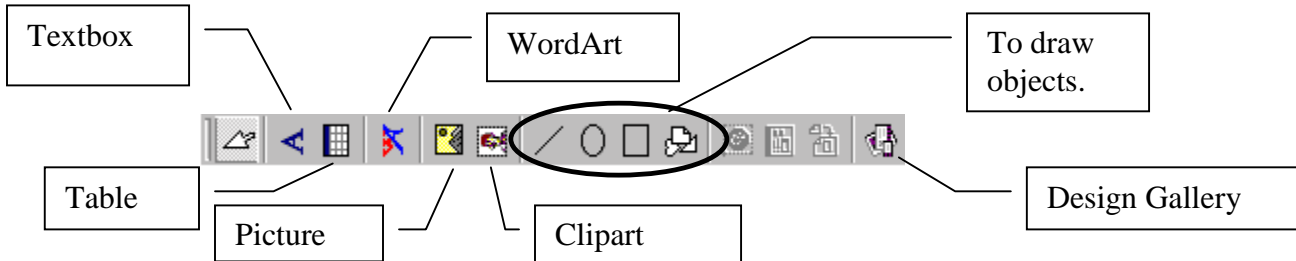 Textbox
WordArt
To draw
objects.
Table
Picture
Clipart
Design Gallery